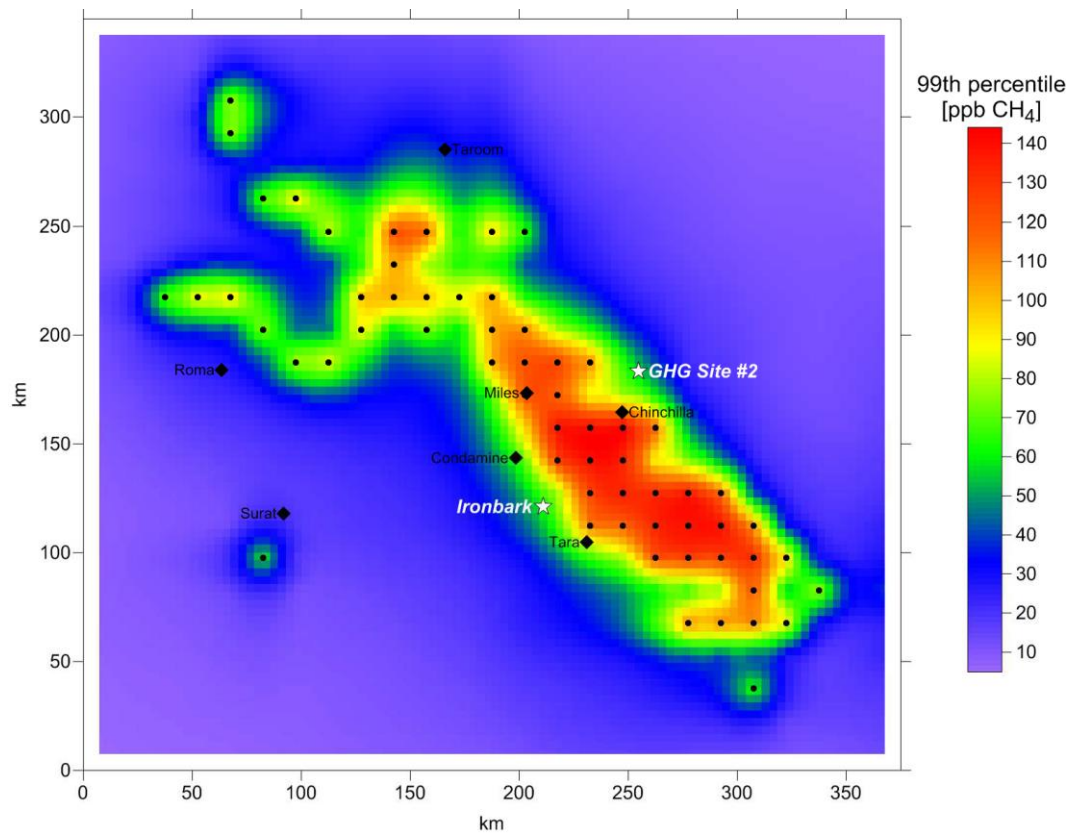 99th percentile
[ppb CH4]
140
130
120
110
100
90
80
70
60
50
40
30
20
10
300
250
200
150
100
50
0
km
Taroom
Roma
GHG Site #2
Miles
Chinchilla
Condamine
Ironbark
Surat
Tara
0 50 100 150 200 250 300 350
km